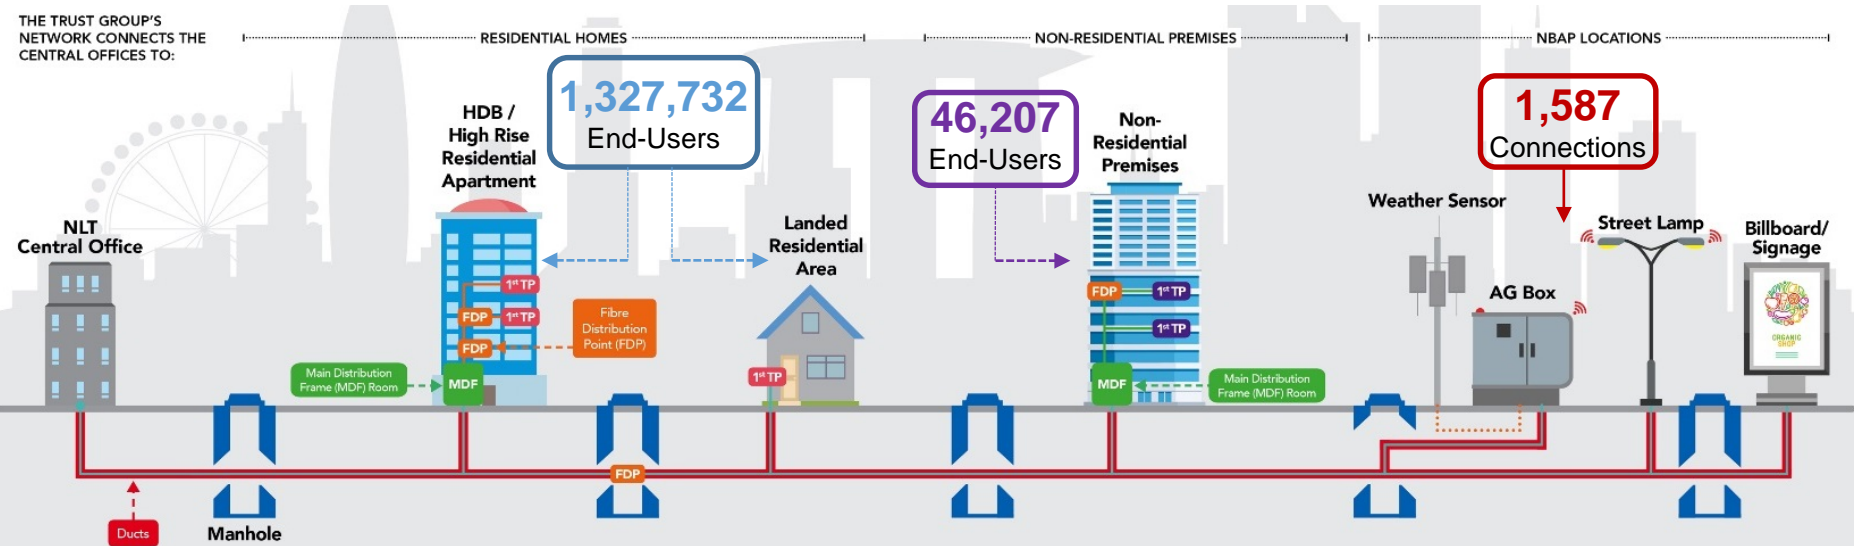 THE TRUST GROUP'S
NETWORK CONNECTS THE
CENTRAL OFFICES TO:
RESIDENTIAL HOMES
NON-RESIDENTIAL PREMISES
NBAP LOCATIONS
1,327,732
End-Users
46,207
End-Users
1,587
Connections
NLT
Central Office
HDB /
High Rise
Residential
Apartment
Landed
Residential
Area
Non-
Residential
Premises
Weather Sensor
AG Box
Street Lamp
Billboard/
Signage
1st TP
FDP
1st TP
FDP
MDF
Fibre
Distribution
Point (FDP)
Main Distribution
Frame (MDF) Room
1st TP
FDP
1st TP
1st TP
MDF
Main Distribution
Frame (MDF) Room
ORGANIC
SHOP
FDP
Ducts
Manhole